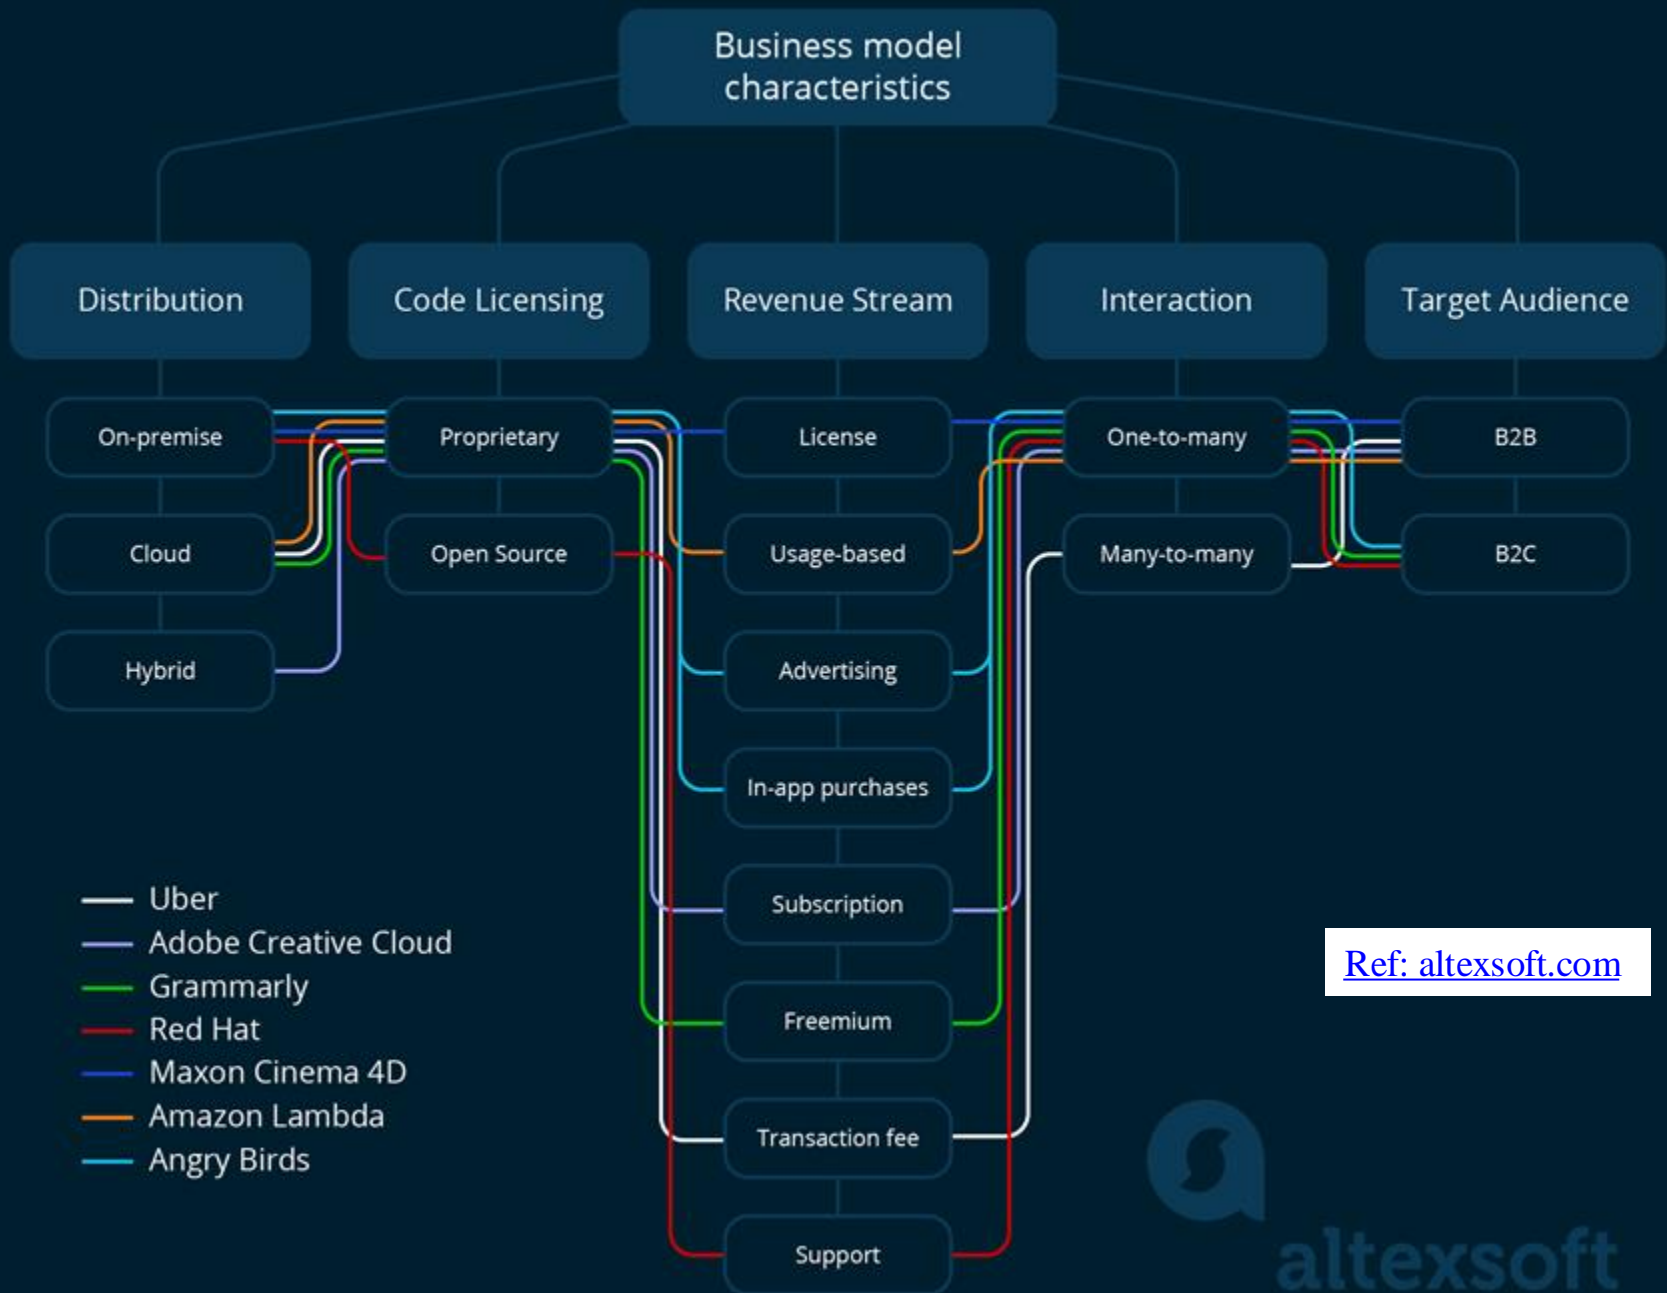 Business model
characteristics
Distribution
Code Licensing
Revenue Stream
Interaction
Target Audience
On-premise
Proprietary
License
One-to-many
B2B
Cloud
Open Source
Usage-based
Many-to-many
B2C
Hybrid
Advertising
In-app purchases
Subscription
Freemium
Transaction fee
Support
Uber
Adobe Creative Cloud
Grammarly
Red Hat
Maxon Cinema 4D
Amazon Lambda
Angry Birds
Ref: altexsoft.com
altexsoft